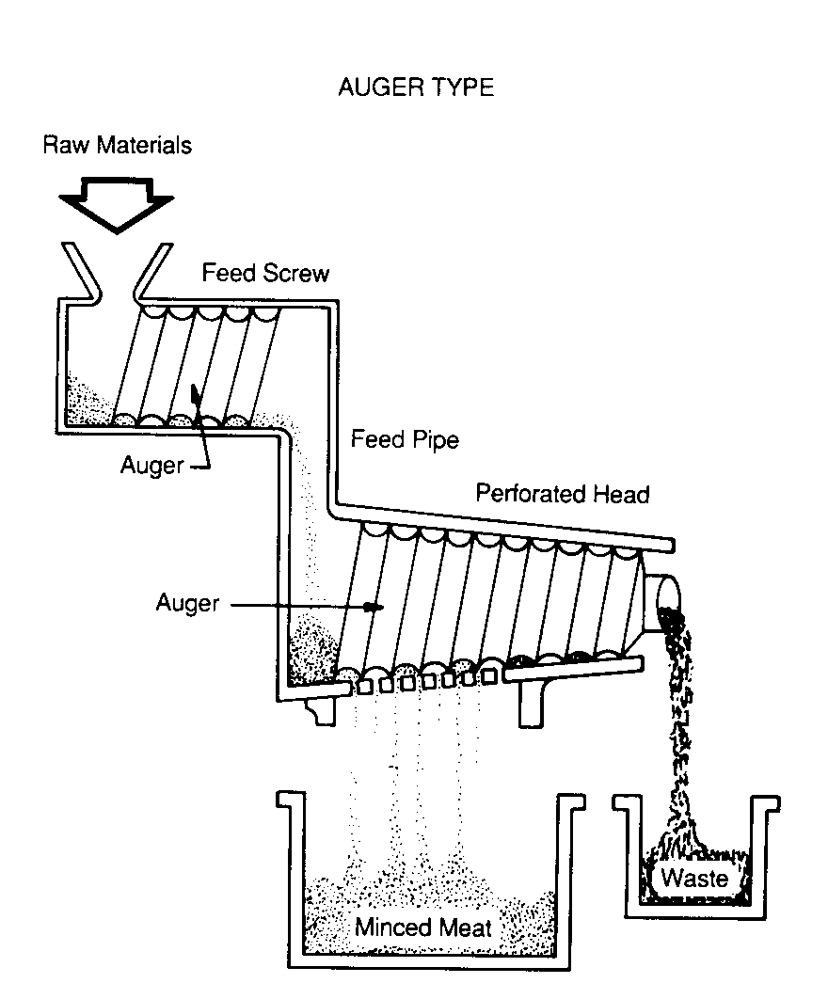 AUGER TYPE
Raw Materials
Feed Screw
Feed Pipe
Auger
Perforated Head
Auger
Waste
Minced Meat